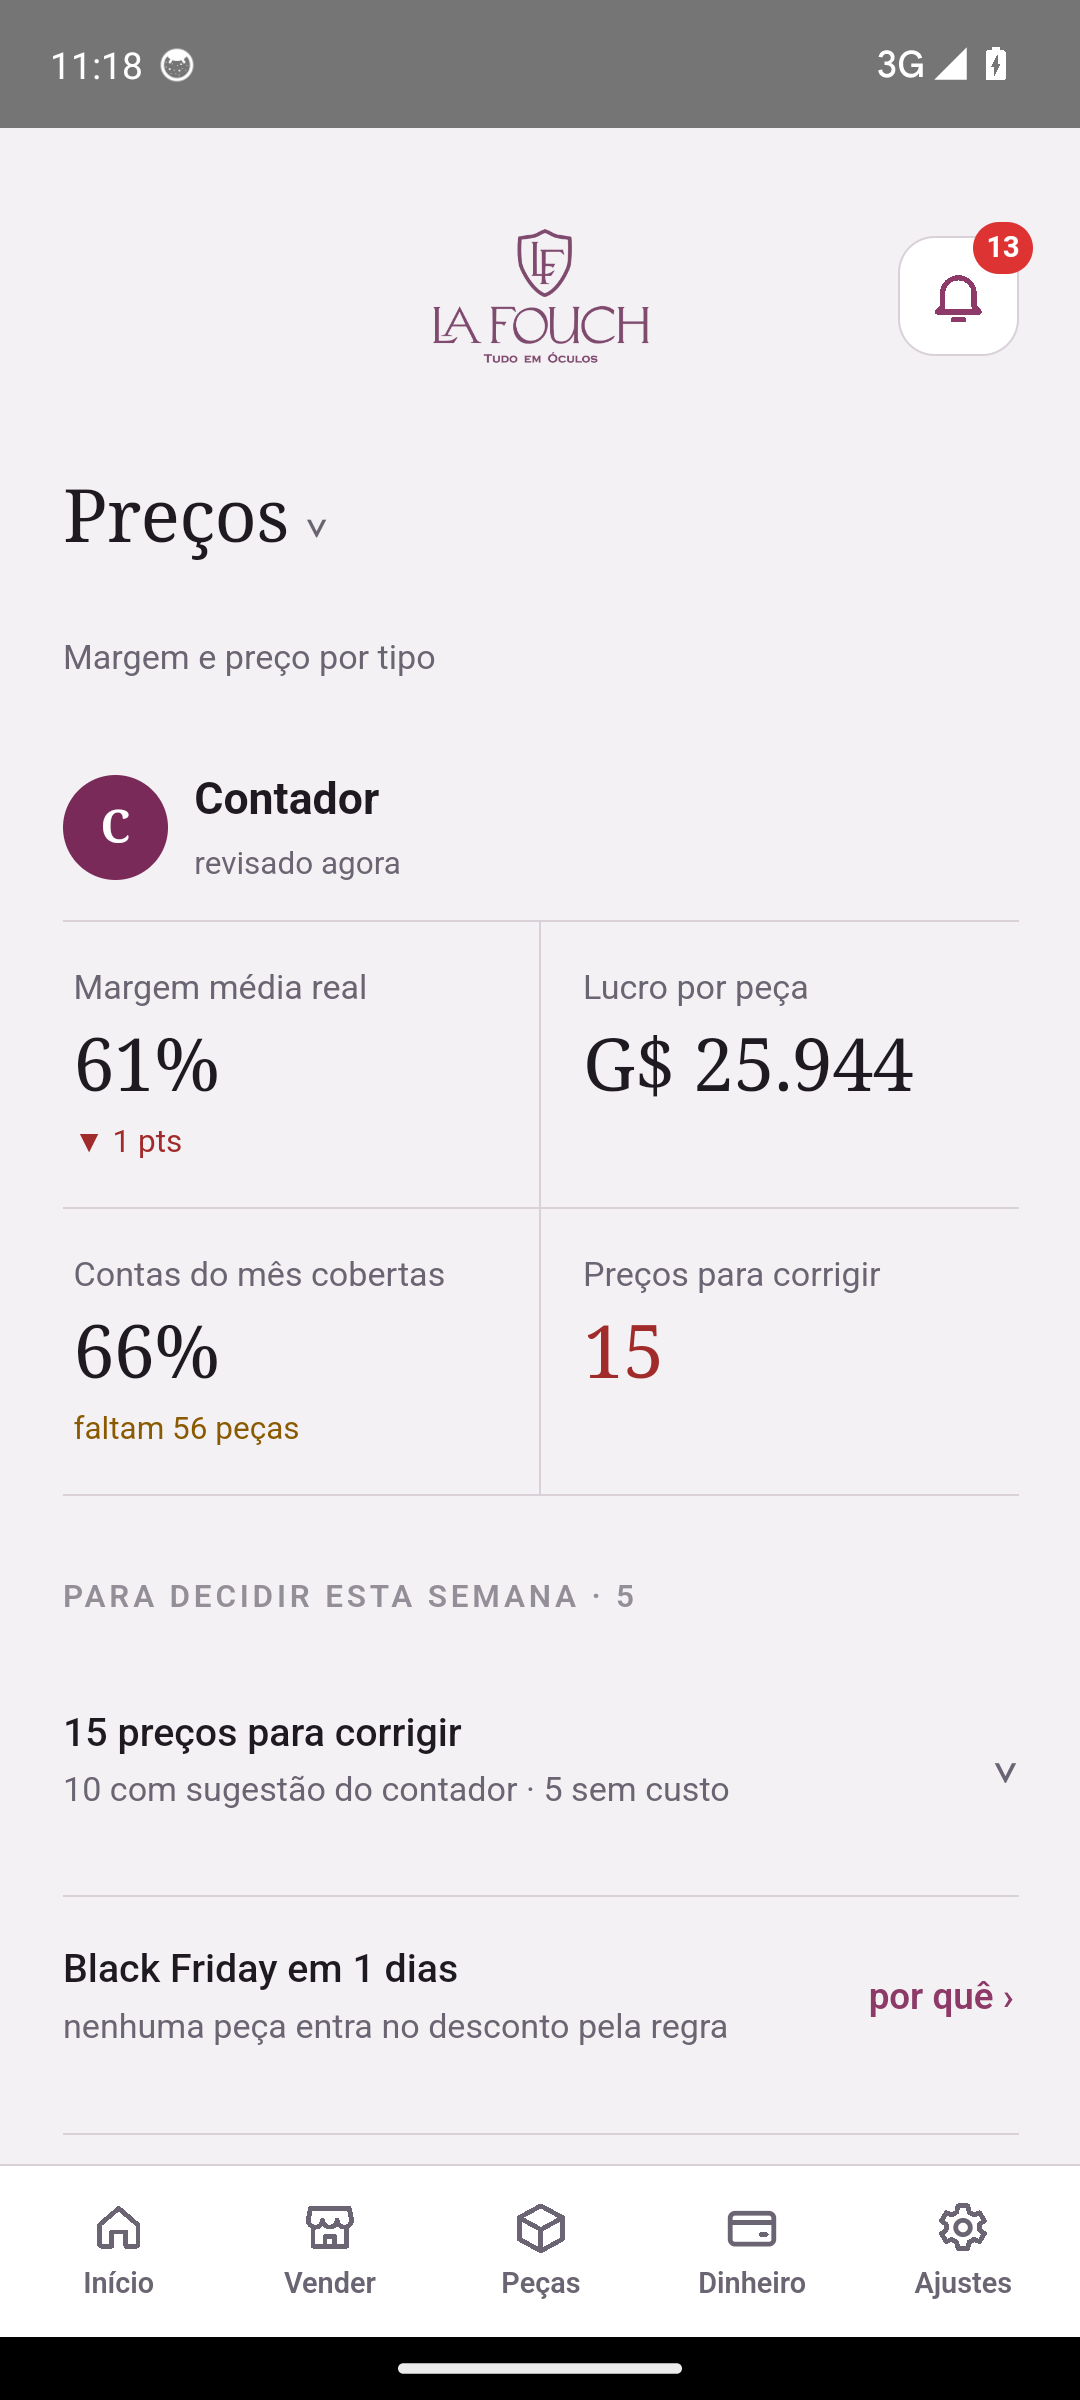 11:18
3G
LF
LA FOUCH
TUDO EM ÓCULOS
13
Preços
Margem e preço por tipo
C
Contador
revisado agora
Margem média real
61%
▼ 1 pts
Lucro por peça
G$ 25.944
Contas do mês cobertas
66%
faltam 56 peças
Preços para corrigir
15
PARA DECIDIR ESTA SEMANA · 5
15 preços para corrigir
10 com sugestão do contador · 5 sem custo
Black Friday em 1 dias
nenhuma peça entra no desconto pela regra
por quê ›
Início
Vender
Peças
Dinheiro
Ajustes